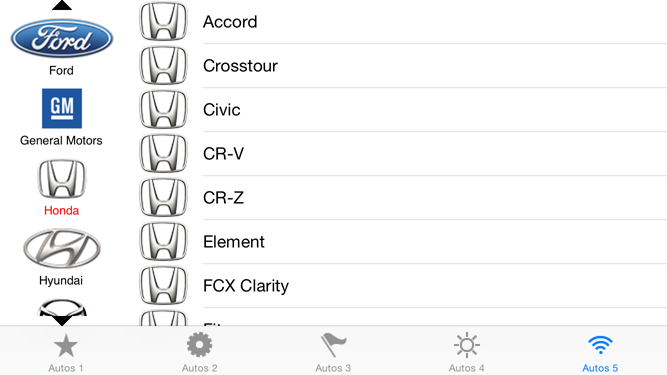 Ford
Ford
GM
General Motors
Honda
Hyundai
Accord
Crosstour
Civic
CR-V
CR-Z
Element
FCX Clarity
Autos 1
Autos 2
Autos 3
Autos 4
Autos 5